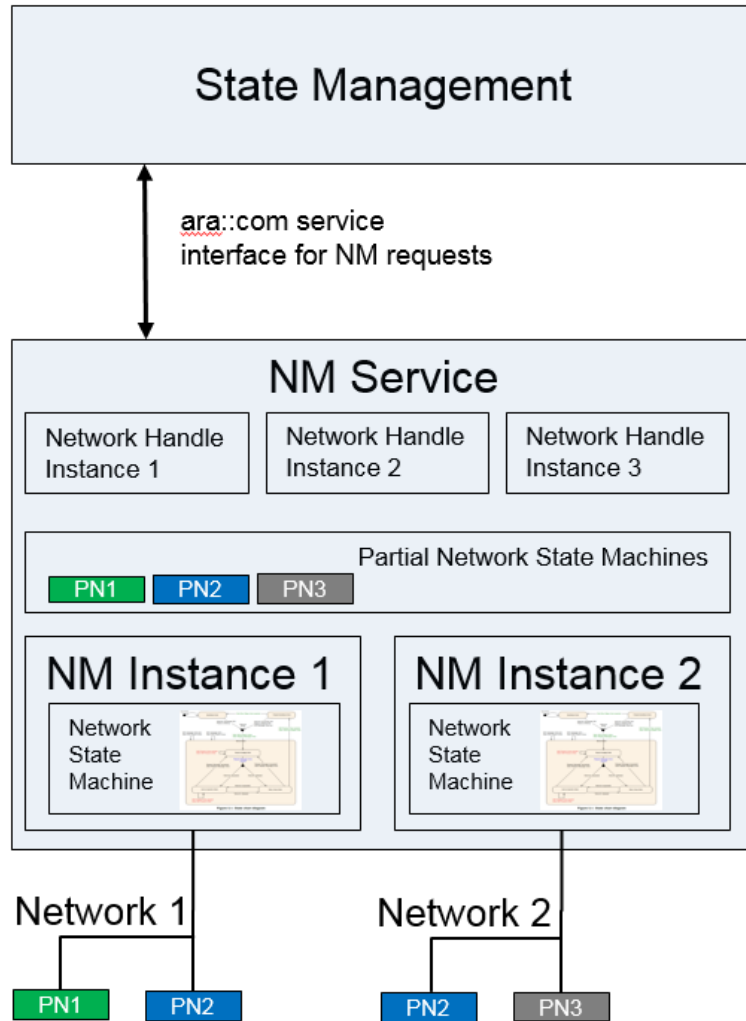 State Management
ara::com service
interface for NM requests
NM Service
Network Handle
Instance 1
Network Handle
Instance 2
Network Handle
Instance 3
Partial Network State Machines
PN1
PN2
PN3
NM Instance 1
Network
State
Machine
NM Instance 2
Network
State
Machine
Network 1
Network 2
PN1
PN2
PN2
PN3